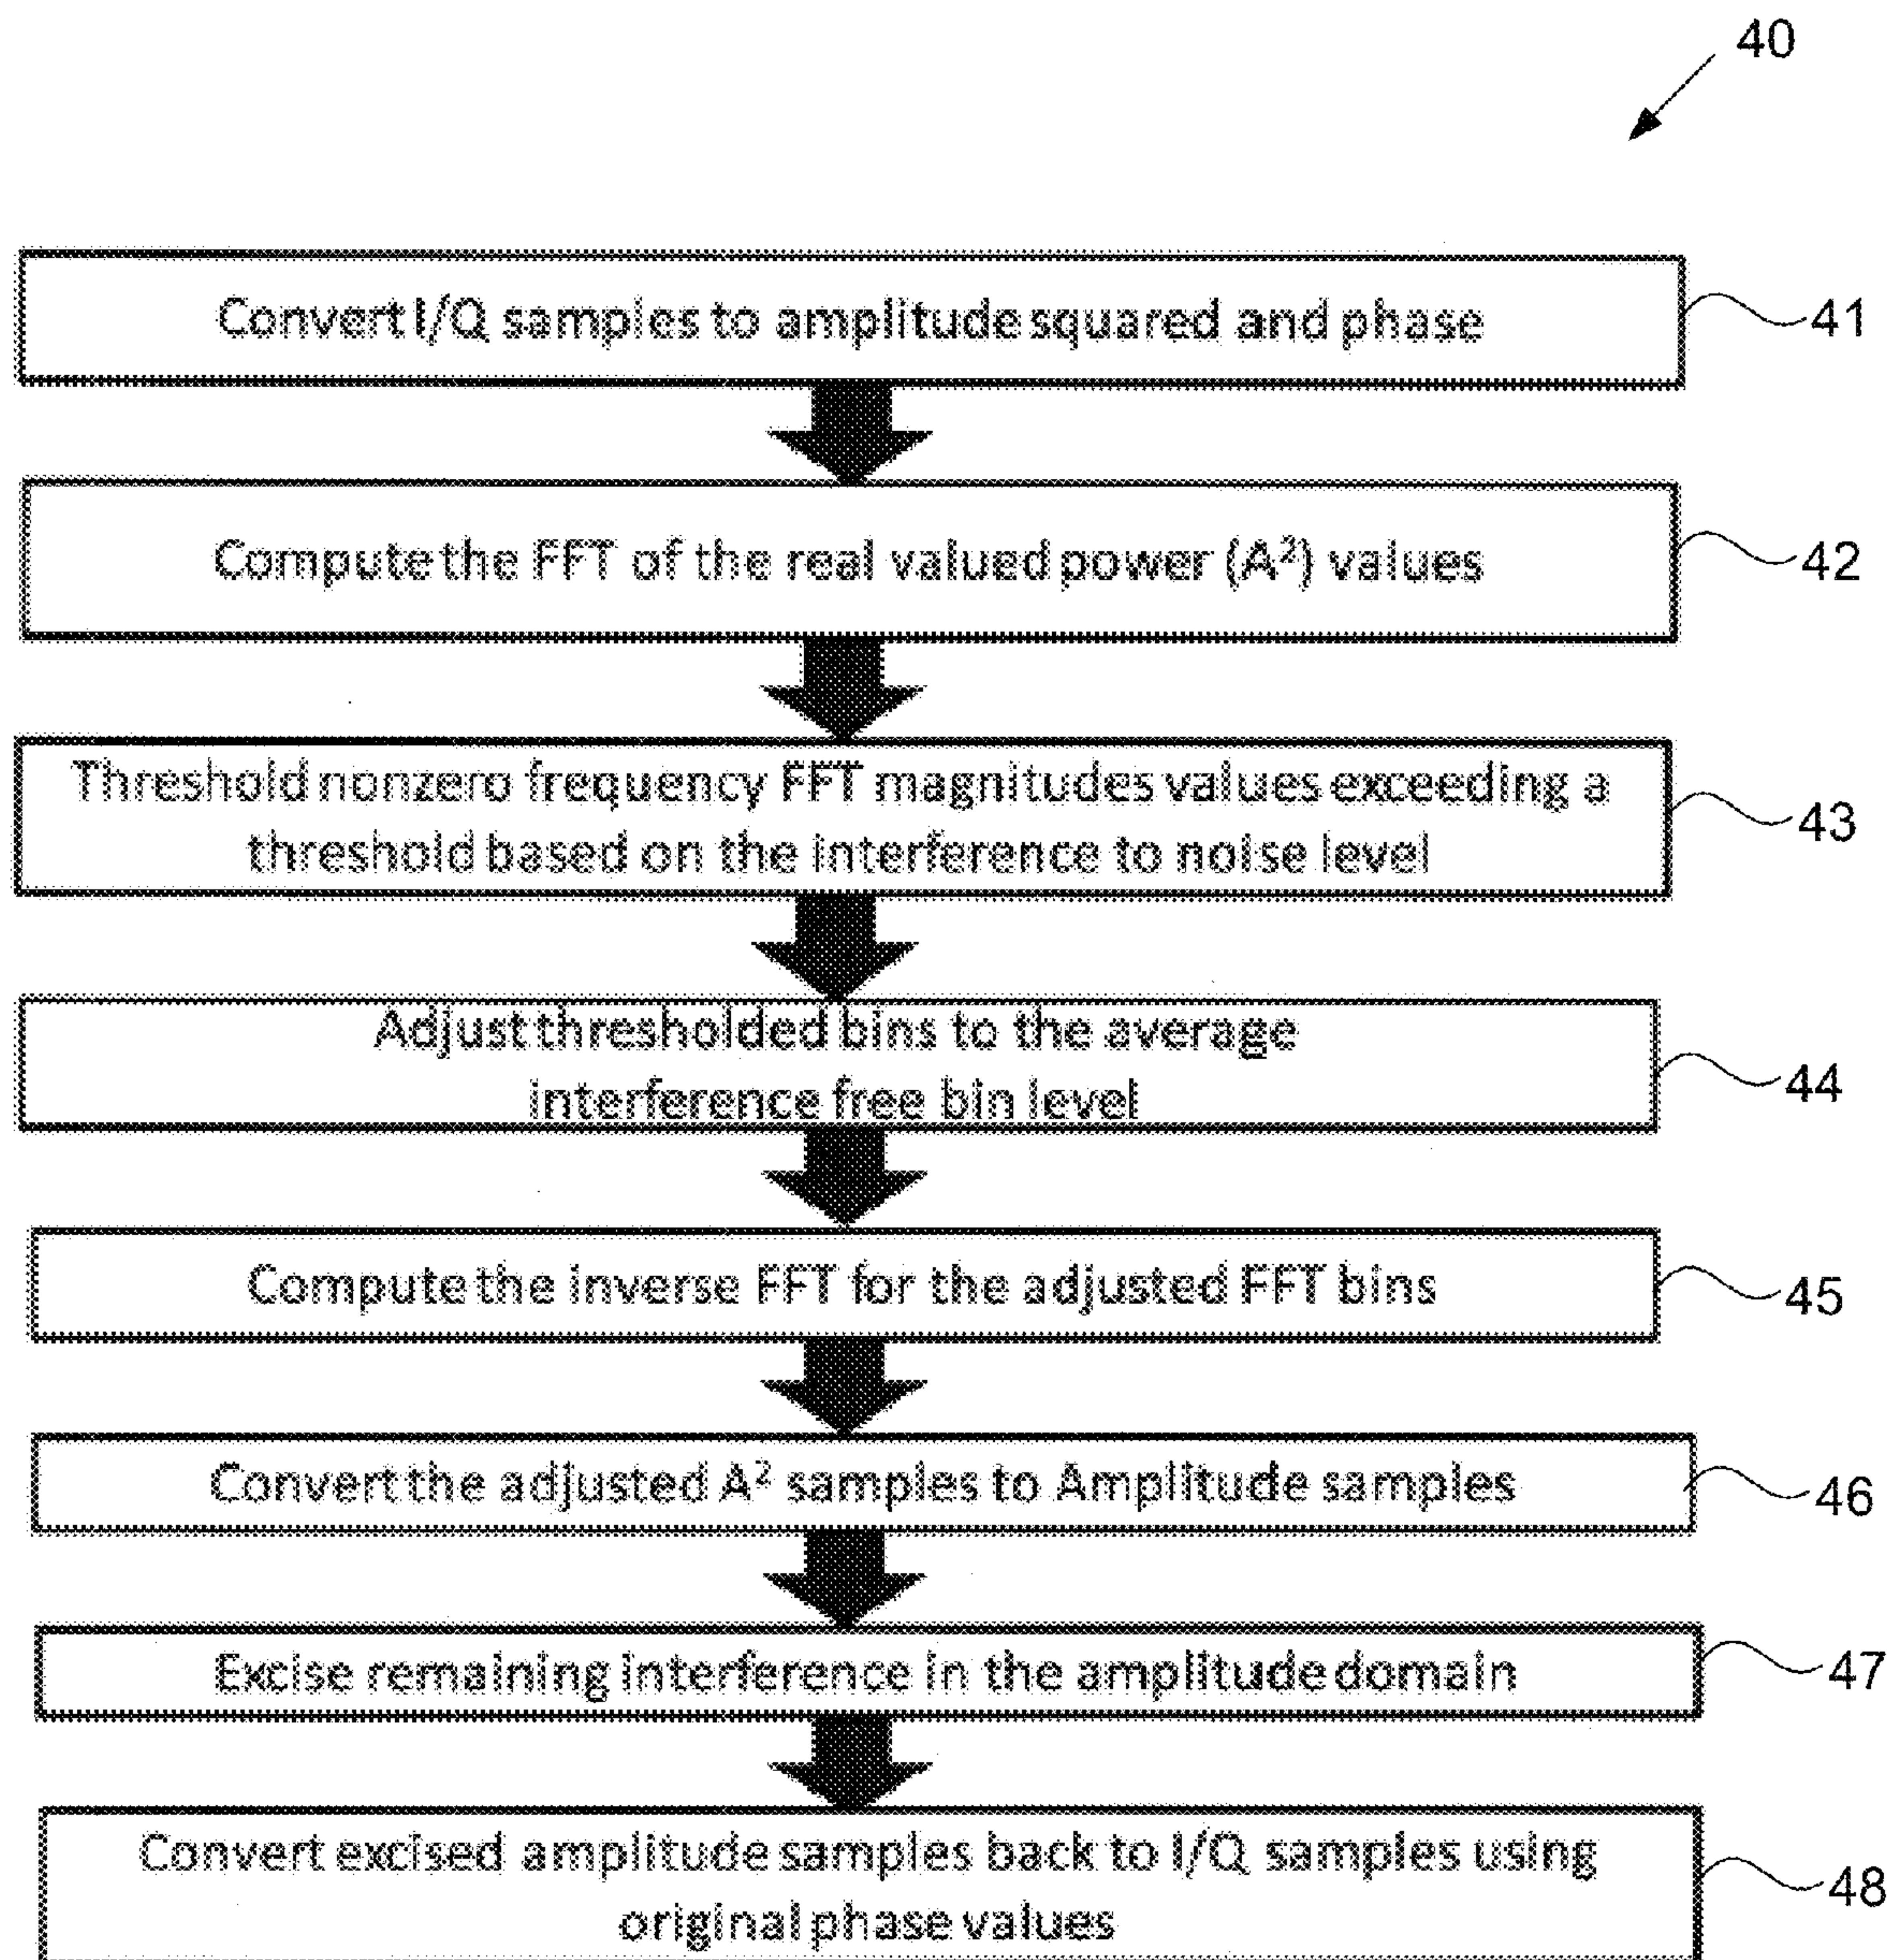 40
Convert I/Q samples to amplitude squared and phase
41
Compute the FFT of the real valued power (A²) values
42
Threshold nonzero frequency FFT magnitudes values exceeding a
threshold based on the interference to noise level
43
Adjust thresholded bins to the average
interference free bin level
44
Compute the inverse FFT for the adjusted FFT bins
45
Convert the adjusted A² samples to Amplitude samples
46
Excise remaining interference in the amplitude domain
47
Convert excised amplitude samples back to I/Q samples using
original phase values
48